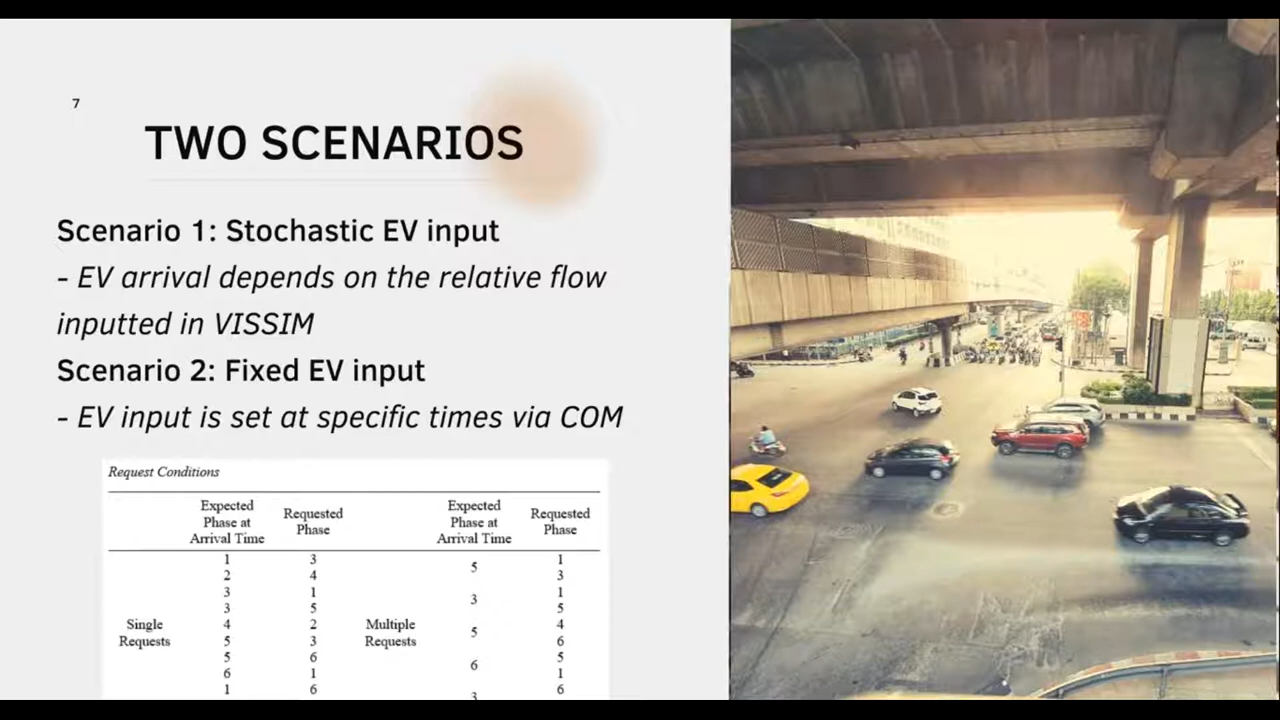 7
TWO SCENARIOS
Scenario 1: Stochastic EV input
- EV arrival depends on the relative flow
inputted in VISSIM
Scenario 2: Fixed EV input
- EV input is set at specific times via COM
Request Conditions
Expected Phase at Arrival Time Requested Phase Expected Phase at Arrival Time Requested Phase
Single Requests
1 3
2 4
3 1
3 5
4 2
5 3
5 6
6 1
1 6
Multiple Requests
5 1
3
3 1
5
5 4
6
6 5
1
3 6